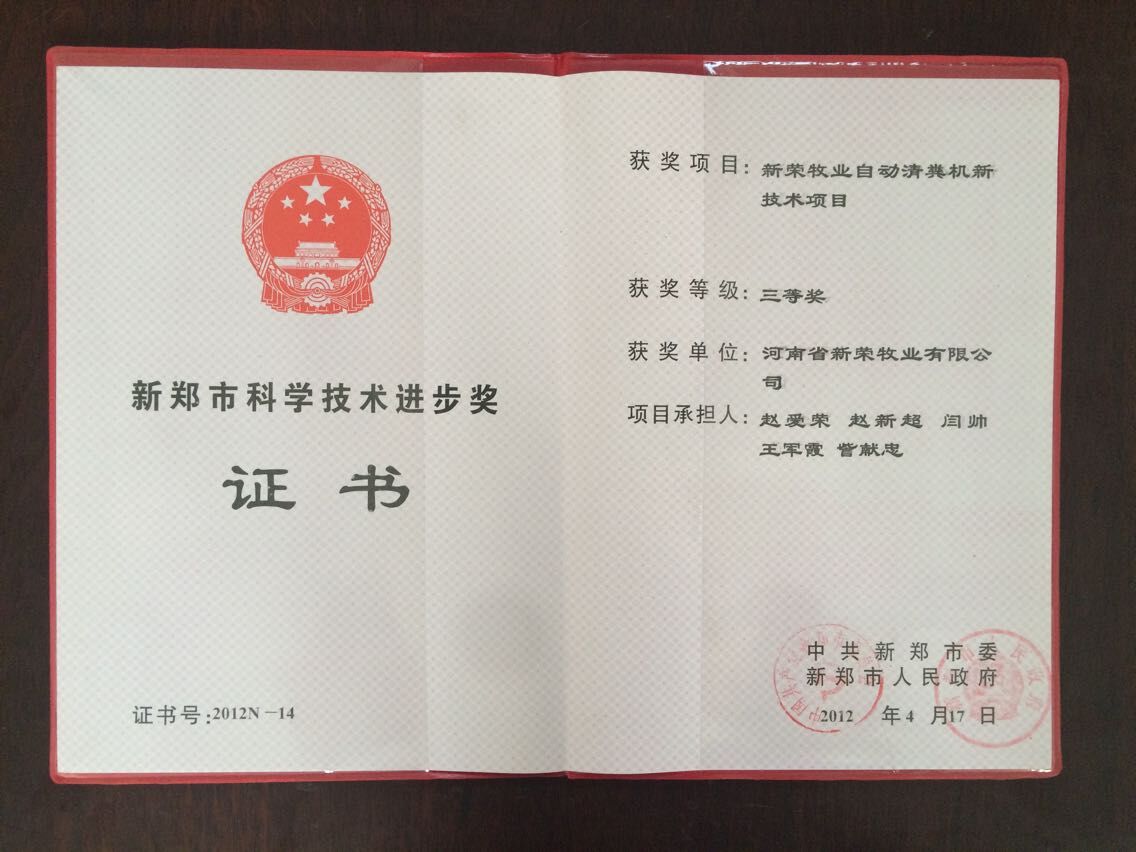 新郑市科学技术进步奖
证书
证书号:2012N-14
获奖项目: 新荣牧业自动清粪机新
技术项目
获奖等级: 三等奖
获奖单位: 河南省新荣牧业有限公
司
项目承担人: 赵爱荣 赵新超 闫帅
王军霞 訾献忠
中共新郑市委
新郑市人民政府
2012 年4 月17 日